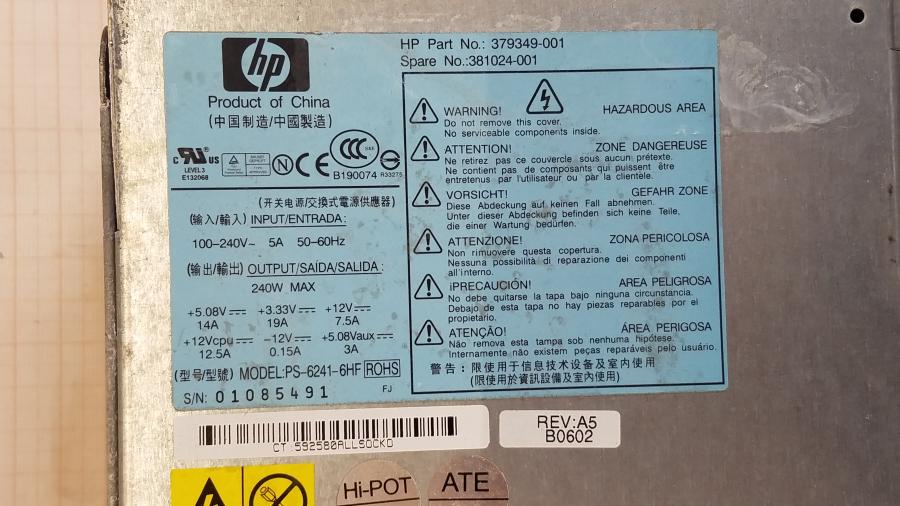 hp
HP Part No.: 379349-001
Spare No.:381024-001
Product of China
(中国制造/中國製造)
c UL US
LEVEL 3
E132068
N
CE
CCC
S&E
B190074
R33275
(开关电源/交換式電源供應器)
(输入/輸入) INPUT/ENTRADA:
100-240V~ 5A 50-60Hz
(输出/輸出) OUTPUT/SAÍDA/SALIDA:
240W MAX
+5.08V +3.33V +12V
14A 19A 7.5A
+12Vcpu -12V +5.08Vaux
12.5A 0.15A 3A
(型号/型號) MODEL:PS-6241-6HF ROHS
S/N: 01085491 FJ
WARNING! HAZARDOUS AREA
Do not remove this cover.
No serviceable components inside.
ATTENTION! ZONE DANGEREUSE
Ne retirez pas ce couvercle sous aucun prétexte.
Ne contient pas de composants qui puissent être
entretenus par l'utilisateur ou par la clientele.
VORSICHT! GEFAHR ZONE
Diese Abdeckung auf keinen Fall abnehmen.
Unter dieser Abdeckung befinden sich keine Teile,
die einer Wartung bedürfen.
ATTENZIONE! ZONA PERICOLOSA
Non rimuovere questa copertura.
Nessuna possibilità di reparazione dei componenti
all'interno.
¡PRECAUCIÓN! AREA PELIGROSA
No debe quitarse la tapa bajo ninguna circunstancia.
Debajo de esta tapa no hay piezas reparables por el
propietario.
ATENÇÃO! ÁREA PERIGOSA
Não remova esta tampa sob nenhuma hipótese.
Internamente não existem peças reparáveis pelo usuário.
警告: 限使用于信息技术设备及室内使用
(限使用於資訊設備及室內使用)
CT:592580ALLSOCKD
REV:A5
B0602
Hi-POT
ATE